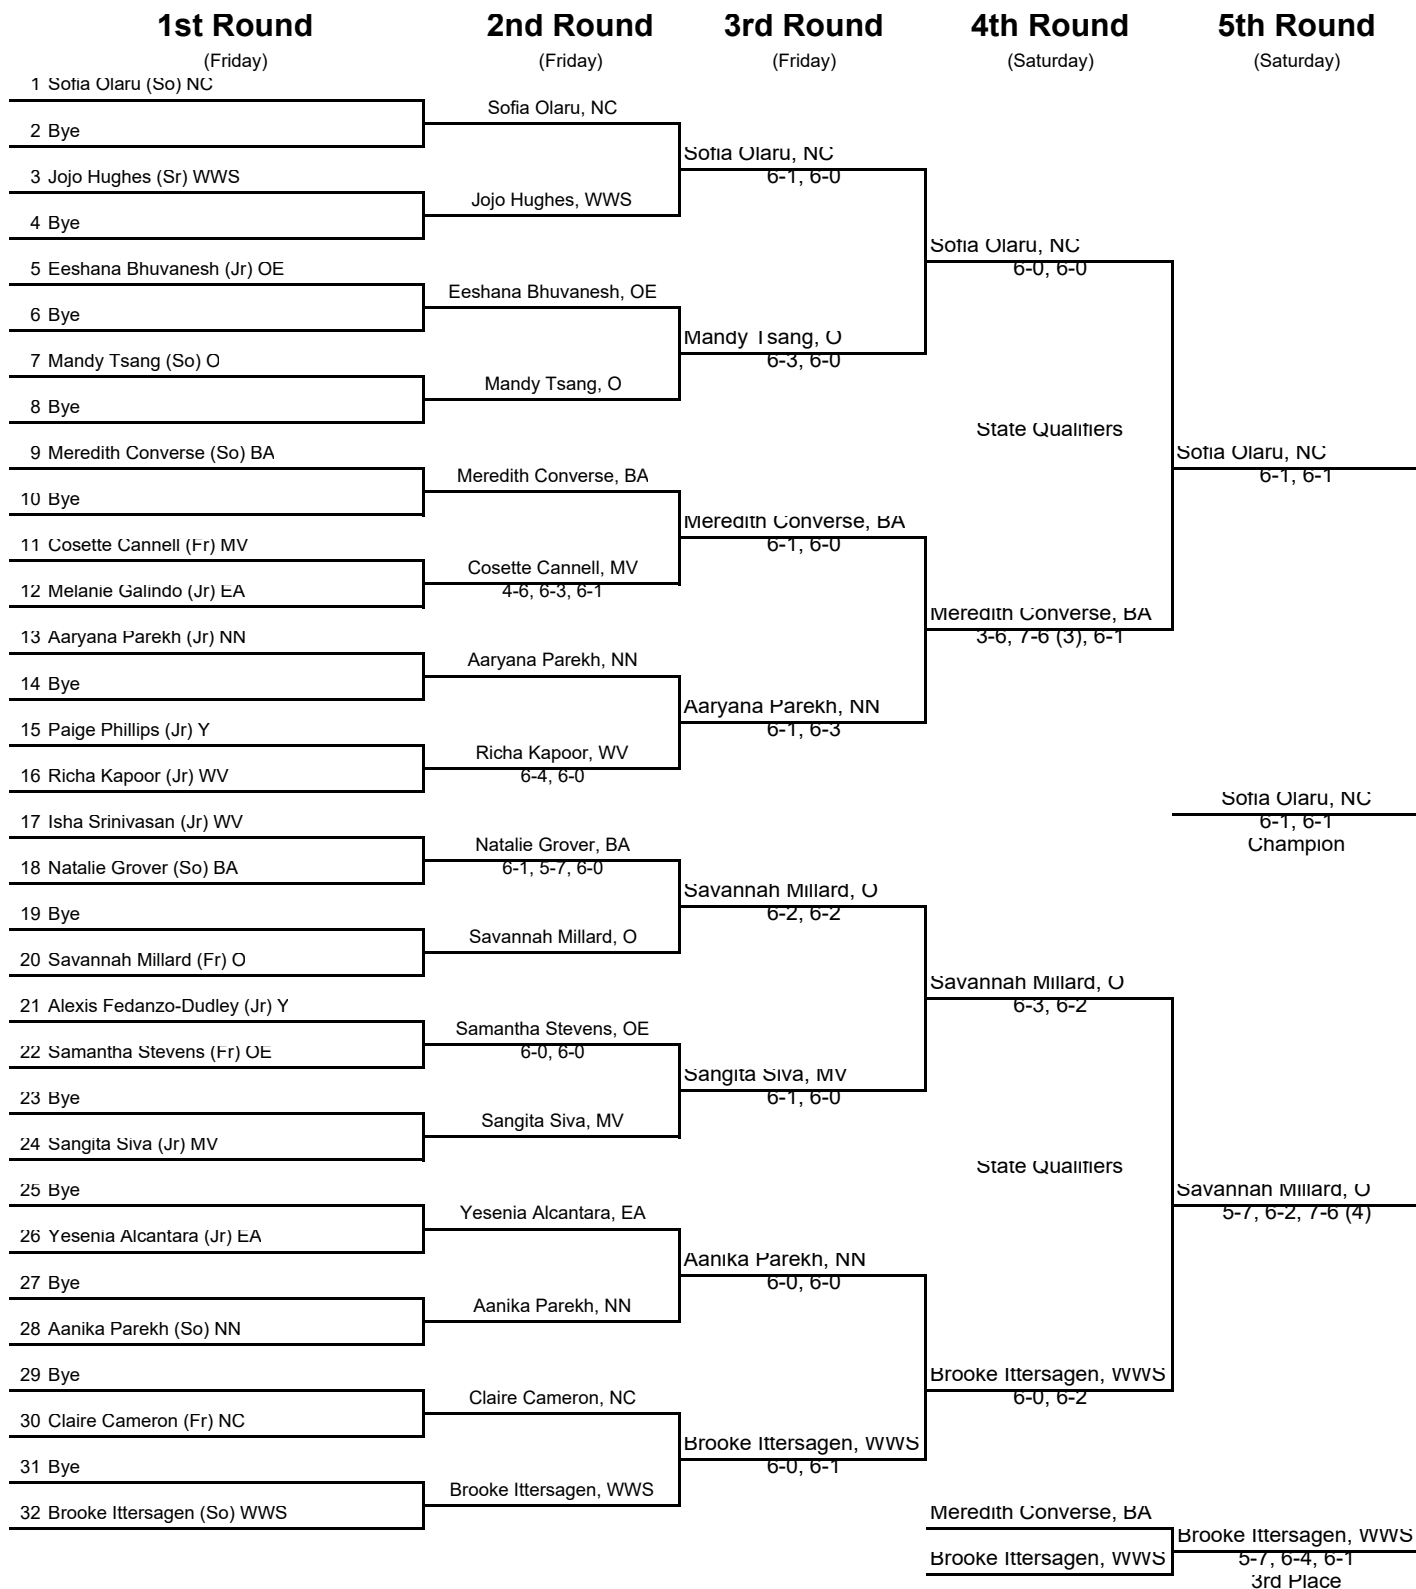 1st Round
(Friday)
2nd Round
(Friday)
3rd Round
(Friday)
4th Round
(Saturday)
5th Round
(Saturday)
1 Sofia Olaru (So) NC
2 Bye
3 Jojo Hughes (Sr) WWS
4 Bye
5 Eeshana Bhuvanesh (Jr) OE
6 Bye
7 Mandy Tsang (So) O
8 Bye
9 Meredith Converse (So) BA
10 Bye
11 Cosette Cannell (Fr) MV
12 Melanie Galindo (Jr) EA
13 Aaryana Parekh (Jr) NN
14 Bye
15 Paige Phillips (Jr) Y
16 Richa Kapoor (Jr) WV
17 Isha Srinivasan (Jr) WV
18 Natalie Grover (So) BA
19 Bye
20 Savannah Millard (Fr) O
21 Alexis Fedanzo-Dudley (Jr) Y
22 Samantha Stevens (Fr) OE
23 Bye
24 Sangita Siva (Jr) MV
25 Bye
26 Yesenia Alcantara (Jr) EA
27 Bye
28 Aanika Parekh (So) NN
29 Bye
30 Claire Cameron (Fr) NC
31 Bye
32 Brooke Ittersagen (So) WWS
Sofia Olaru, NC
Jojo Hughes, WWS
Eeshana Bhuvanesh, OE
Mandy Tsang, O
Meredith Converse, BA
Cosette Cannell, MV
4-6, 6-3, 6-1
Aaryana Parekh, NN
Richa Kapoor, WV
6-4, 6-0
Natalie Grover, BA
6-1, 5-7, 6-0
Savannah Millard, O
Samantha Stevens, OE
6-0, 6-0
Sangita Siva, MV
Yesenia Alcantara, EA
Aanika Parekh, NN
Claire Cameron, NC
Brooke Ittersagen, WWS
Sofia Olaru, NC
6-1, 6-0
Mandy Tsang, O
6-3, 6-0
Meredith Converse, BA
6-1, 6-0
Aaryana Parekh, NN
6-1, 6-3
Savannah Millard, O
6-2, 6-2
Sangita Siva, MV
6-1, 6-0
Aanika Parekh, NN
6-0, 6-0
Brooke Ittersagen, WWS
6-0, 6-1
Sofia Olaru, NC
6-0, 6-0
State Qualifiers
Meredith Converse, BA
3-6, 7-6 (3), 6-1
Savannah Millard, O
6-3, 6-2
State Qualifiers
Brooke Ittersagen, WWS
6-0, 6-2
Meredith Converse, BA
Brooke Ittersagen, WWS
Sofia Olaru, NC
6-1, 6-1
Sofia Olaru, NC
6-1, 6-1
Champion
Savannah Millard, O
5-7, 6-2, 7-6 (4)
Brooke Ittersagen, WWS
5-7, 6-4, 6-1
3rd Place